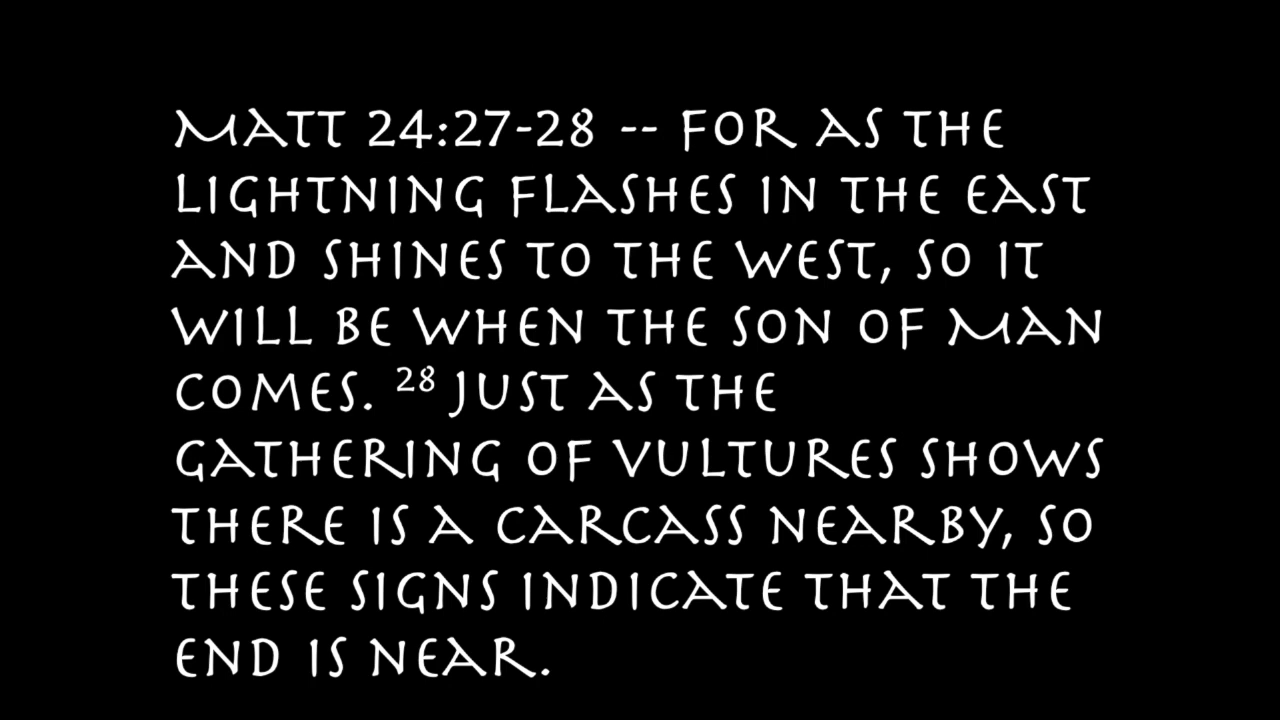 Matt 24:27-28 -- For as the
lightning flashes in the east
and shines to the west, so it
will be when the Son of Man
comes. ²⁸ Just as the
gathering of vultures shows
there is a carcass nearby, so
these signs indicate that the
end is near.